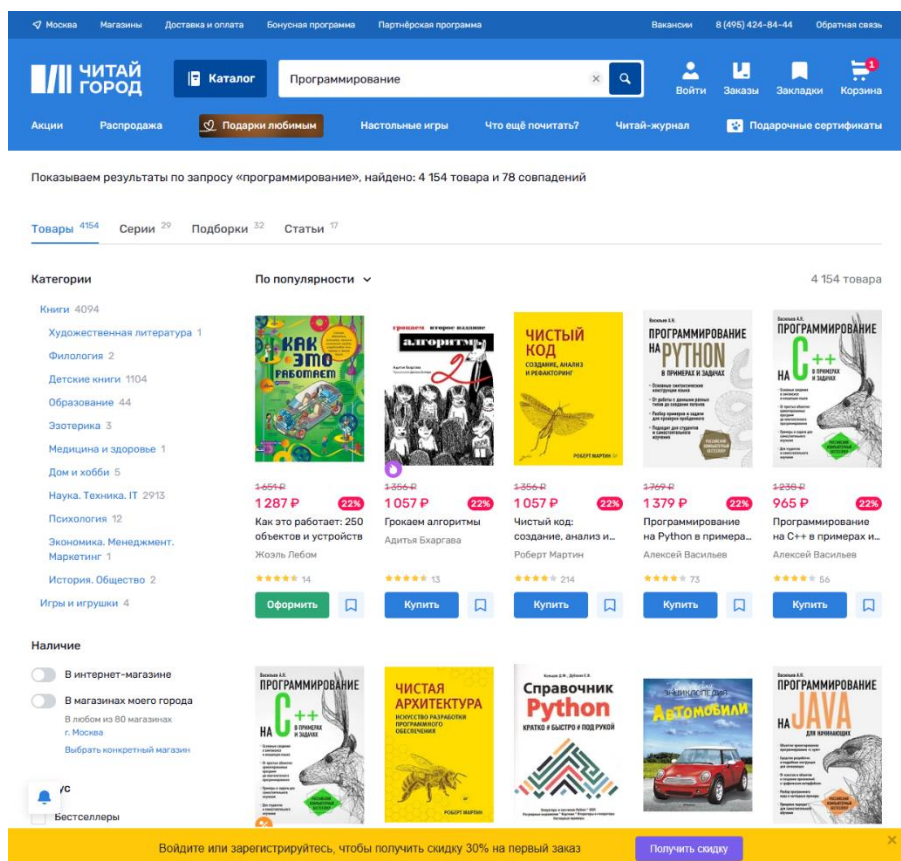 Москва Магазины Доставка и оплата Бонусная программа Партнёрская программа Вакансии 8 (495) 424-84-44 Обратная связь
ЧИТАЙ
ГОРОД
Каталог
Программирование
Войти Заказы Закладки Корзина
1
Акции Распродажа Подарки любимым Настольные игры Что ещё почитать? Читай-журнал Подарочные сертификаты
Показываем результаты по запросу «программирование», найдено: 4 154 товара и 78 совпадений
Товары 4154 Серии 29 Подборки 32 Статьи 17
Категории
Книги 4094
Художественная литература 1
Филология 2
Детские книги 1104
Образование 44
Эзотерика 3
Медицина и здоровье 1
Дом и хобби 5
Наука. Техника. IT 2913
Психология 12
Экономика. Менеджмент.
Маркетинг 1
История. Общество 2
Игры и игрушки 4
Наличие
В интернет-магазине
В магазинах моего города
В любом из 80 магазинах
г. Москва
Выбрать конкретный магазин
ус
Бестселлеры
По популярности
4 154 товара
КАК
ЭТО
РАБОТАЕТ
1 651 ₽
1 287 ₽ 22%
Как это работает: 250
объектов и устройств
Жоэль Лебом
14
Оформить
грокаем второе издание
алгоритмы
2
1 356 ₽
1 057 ₽ 22%
Грокаем алгоритмы
Адитья Бхаргава
13
Купить
ЧИСТЫЙ
КОД
СОЗДАНИЕ, АНАЛИЗ
И РЕФАКТОРИНГ
РОБЕРТ МАРТИН
1 356 ₽
1 057 ₽ 22%
Чистый код:
создание, анализ и...
Роберт Мартин
214
Купить
Васильев А.Н.
ПРОГРАММИРОВАНИЕ
НА PYTHON
В ПРИМЕРАХ И ЗАДАЧАХ
1 769 ₽
1 379 ₽ 22%
Программирование
на Python в пример­а...
Алексей Васильев
73
Купить
Васильев А.Н.
ПРОГРАММИРОВАНИЕ
НА C++
В ПРИМЕРАХ
И ЗАДАЧАХ
1 238 ₽
965 ₽ 22%
Программирование
на C++ в примерах и...
Алексей Васильев
56
Купить
Васильев А.Н.
ПРОГРАММИРОВАНИЕ
НА C++
В ПРИМЕРАХ
И ЗАДАЧАХ
ЧИСТАЯ
АРХИТЕКТУРА
ИСКУССТВО РАЗРАБОТКИ
ПРОГРАММНОГО
ОБЕСПЕЧЕНИЯ
РОБЕРТ МАРТИН
Справочник
Python
КРАТКО # БЫСТРО # ПОД РУКОЙ
ЭНЦИКЛОПЕДИЯ
АВТОМОБИЛИ
Васильев А.Н.
ПРОГРАММИРОВАНИЕ
НА JAVA
ДЛЯ НАЧИНАЮЩИХ
Войдите или зарегистрируйтесь, чтобы получить скидку 30% на первый заказ
Получить скидку